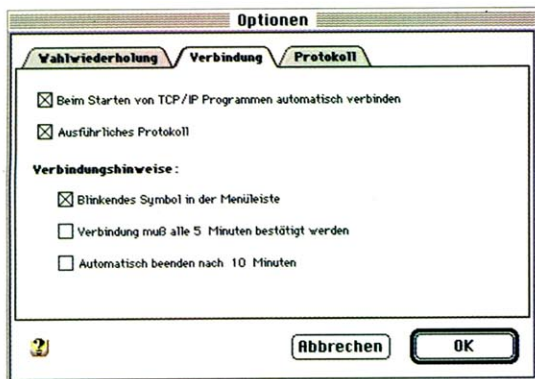 Optionen
Wahlwiederholung Verbindung Protokoll
Beim Starten von TCP/IP Programmen automatisch verbinden
Ausführliches Protokoll
Verbindungshinweise:
Blinkendes Symbol in der Menüleiste
Verbindung muß alle 5 Minuten bestätigt werden
Automatisch beenden nach 10 Minuten
? Abbrechen OK